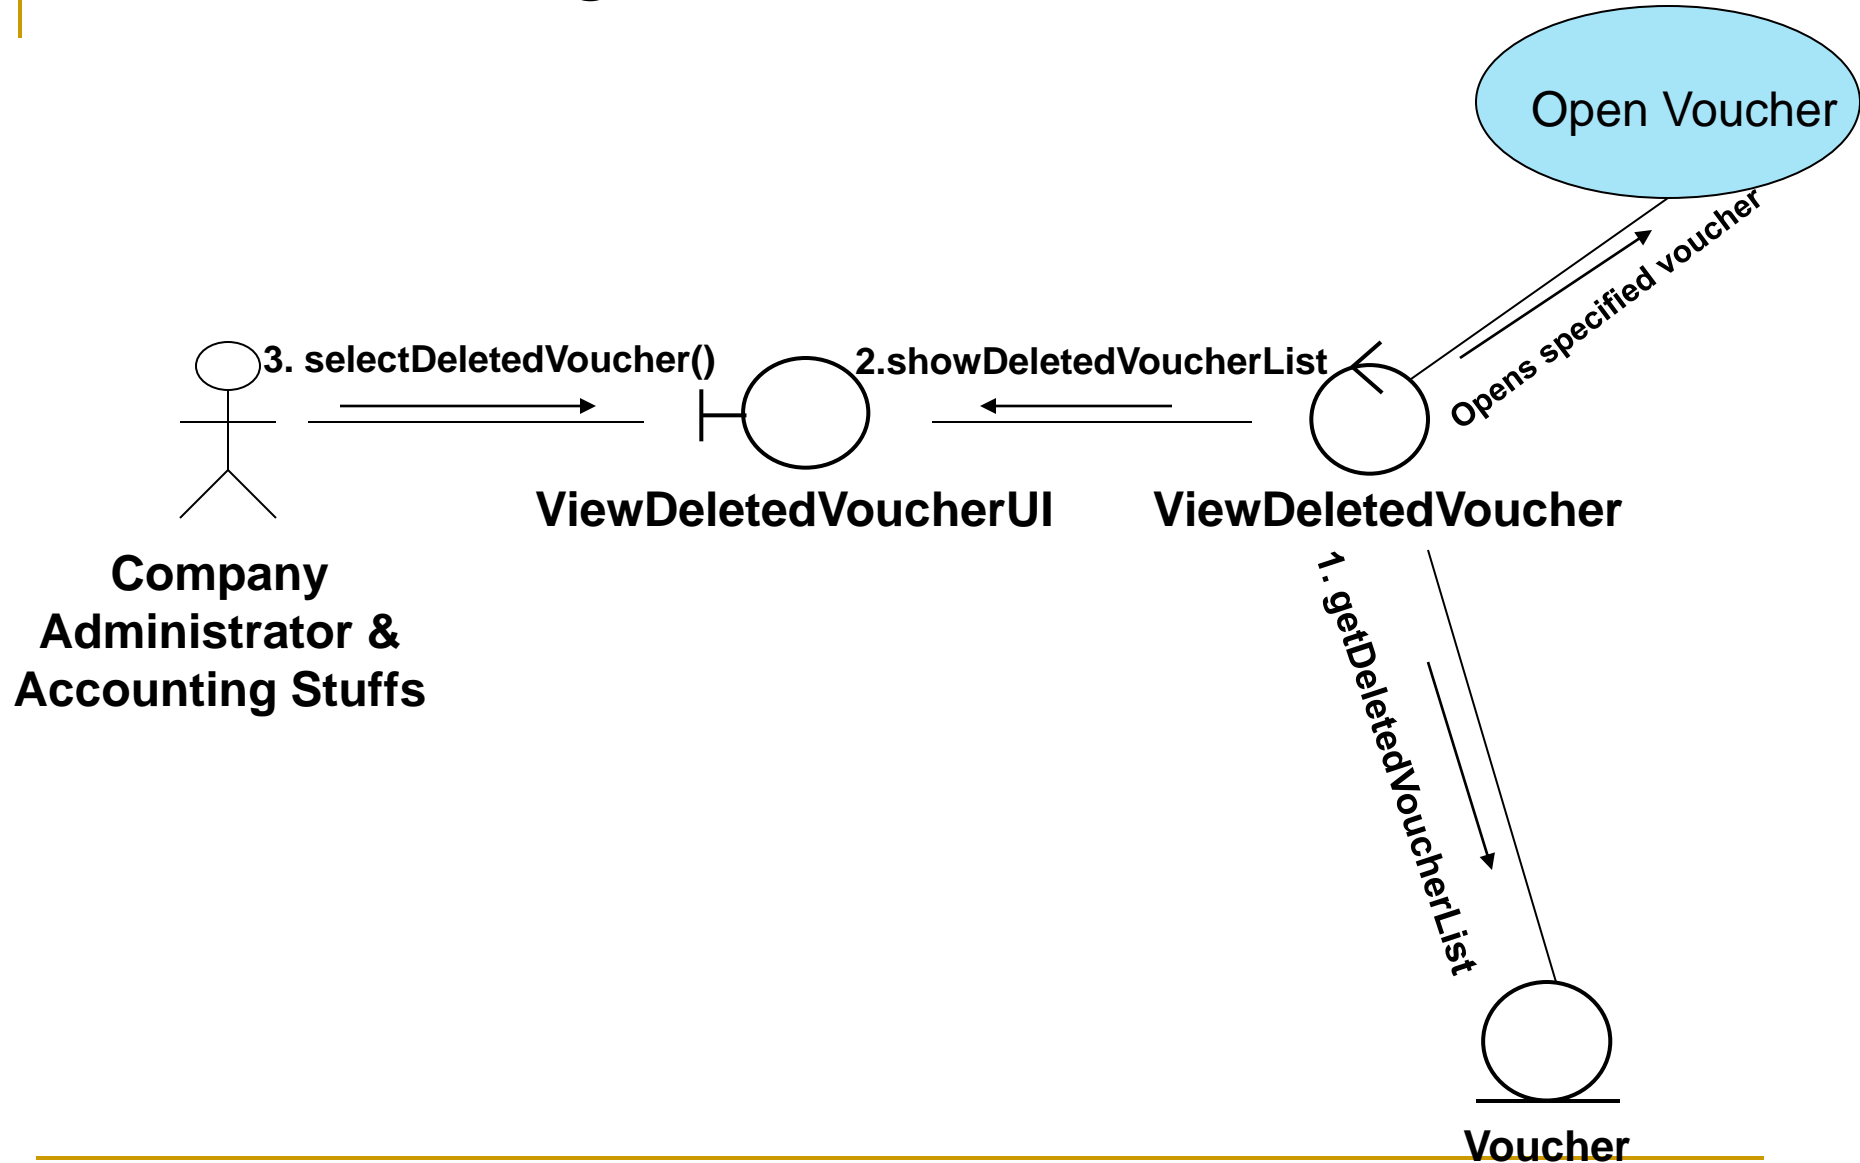 Open Voucher
Opens specified voucher
3. selectDeletedVoucher()
2.showDeletedVoucherList
ViewDeletedVoucherUI
ViewDeletedVoucher
Company
Administrator &
Accounting Stuffs
1. getDeletedVoucherList
Voucher